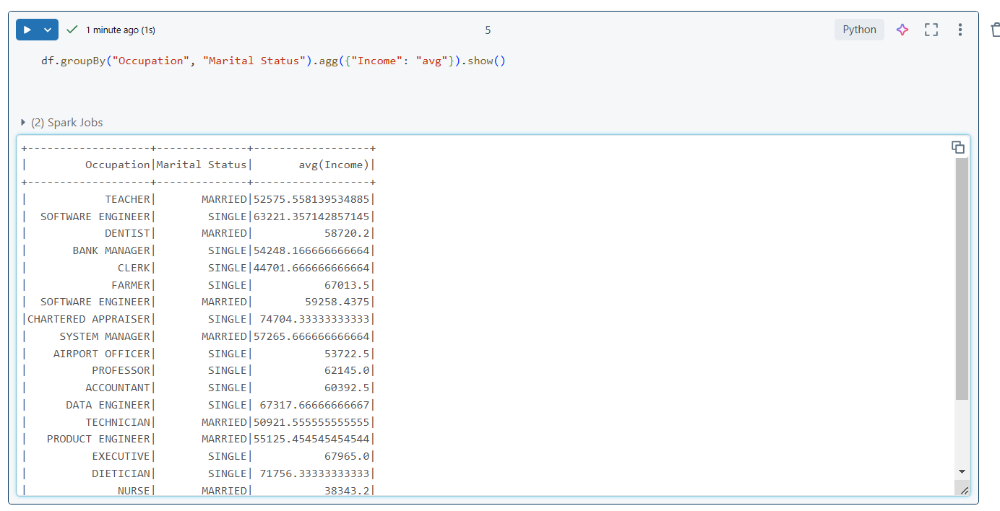 1 minute ago (1s)
5
Python
df.groupBy("Occupation", "Marital Status").agg({"Income": "avg"}).show()
(2) Spark Jobs
+-------------------+--------------+------------------+
|         Occupation|Marital Status|       avg(Income)|
+-------------------+--------------+------------------+
|            TEACHER|       MARRIED|52575.558139534885|
|  SOFTWARE ENGINEER|        SINGLE|63221.357142857145|
|            DENTIST|       MARRIED|           58720.2|
|       BANK MANAGER|        SINGLE|54248.166666666664|
|              CLERK|        SINGLE|44701.666666666664|
|             FARMER|        SINGLE|           67013.5|
|  SOFTWARE ENGINEER|       MARRIED|        59258.4375|
|CHARTERED APPRAISER|        SINGLE| 74704.33333333333|
|     SYSTEM MANAGER|       MARRIED|57265.666666666664|
|    AIRPORT OFFICER|        SINGLE|           53722.5|
|          PROFESSOR|        SINGLE|           62145.0|
|         ACCOUNTANT|        SINGLE|           60392.5|
|      DATA ENGINEER|        SINGLE| 67317.66666666667|
|         TECHNICIAN|       MARRIED|50921.555555555555|
|   PRODUCT ENGINEER|       MARRIED|55125.454545454544|
|          EXECUTIVE|        SINGLE|           67965.0|
|          DIETICIAN|        SINGLE| 71756.33333333333|
|              NURSE|       MARRIED|           38343.2|